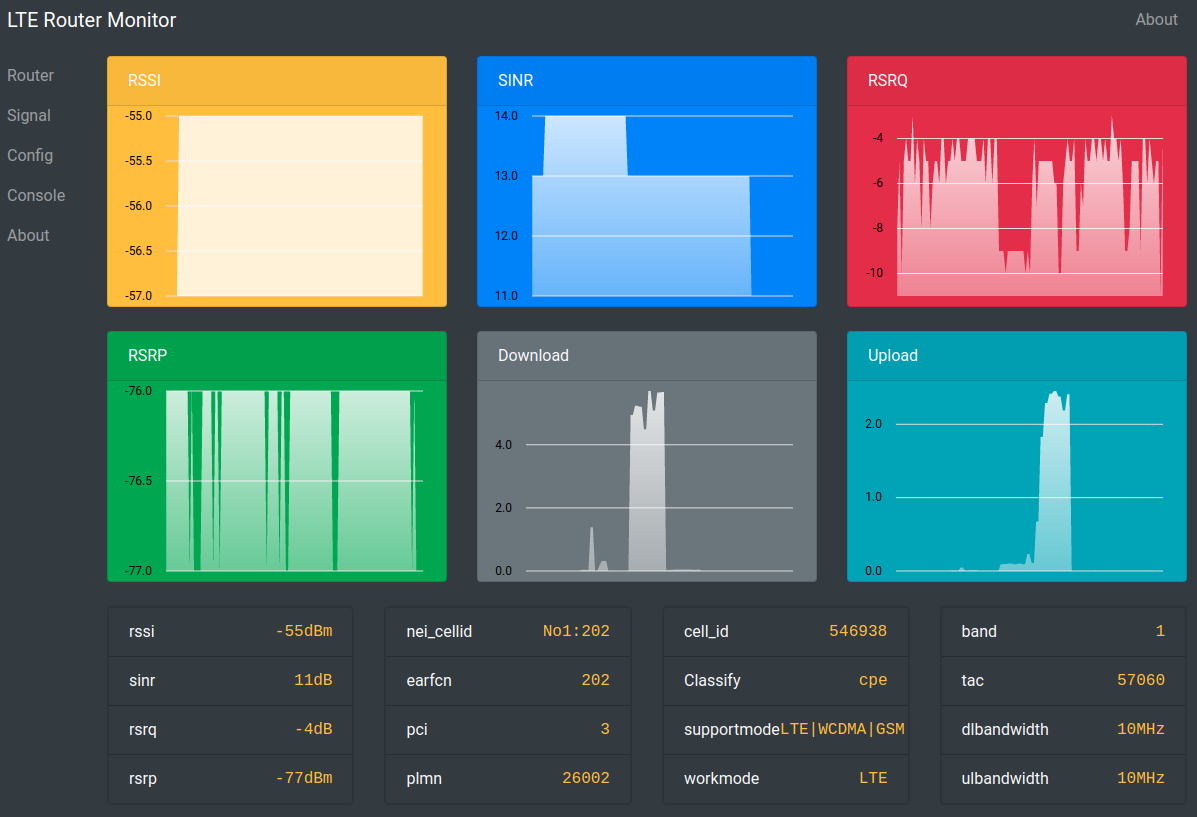 LTE Router Monitor
About
Router
Signal
Config
Console
About
RSSI
-55.0
-55.5
-56.0
-56.5
-57.0
SINR
14.0
13.0
12.0
11.0
RSRQ
-4
-6
-8
-10
RSRP
-76.0
-76.5
-77.0
Download
4.0
2.0
0.0
Upload
2.0
1.0
0.0
rssi -55dBm
sinr 11dB
rsrq -4dB
rsrp -77dBm
nei_cellid No1:202
earfcn 202
pci 3
plmn 26002
cell_id 546938
Classify cpe
supportmode LTE|WCDMA|GSM
workmode LTE
band 1
tac 57060
dlbandwidth 10MHz
ulbandwidth 10MHz